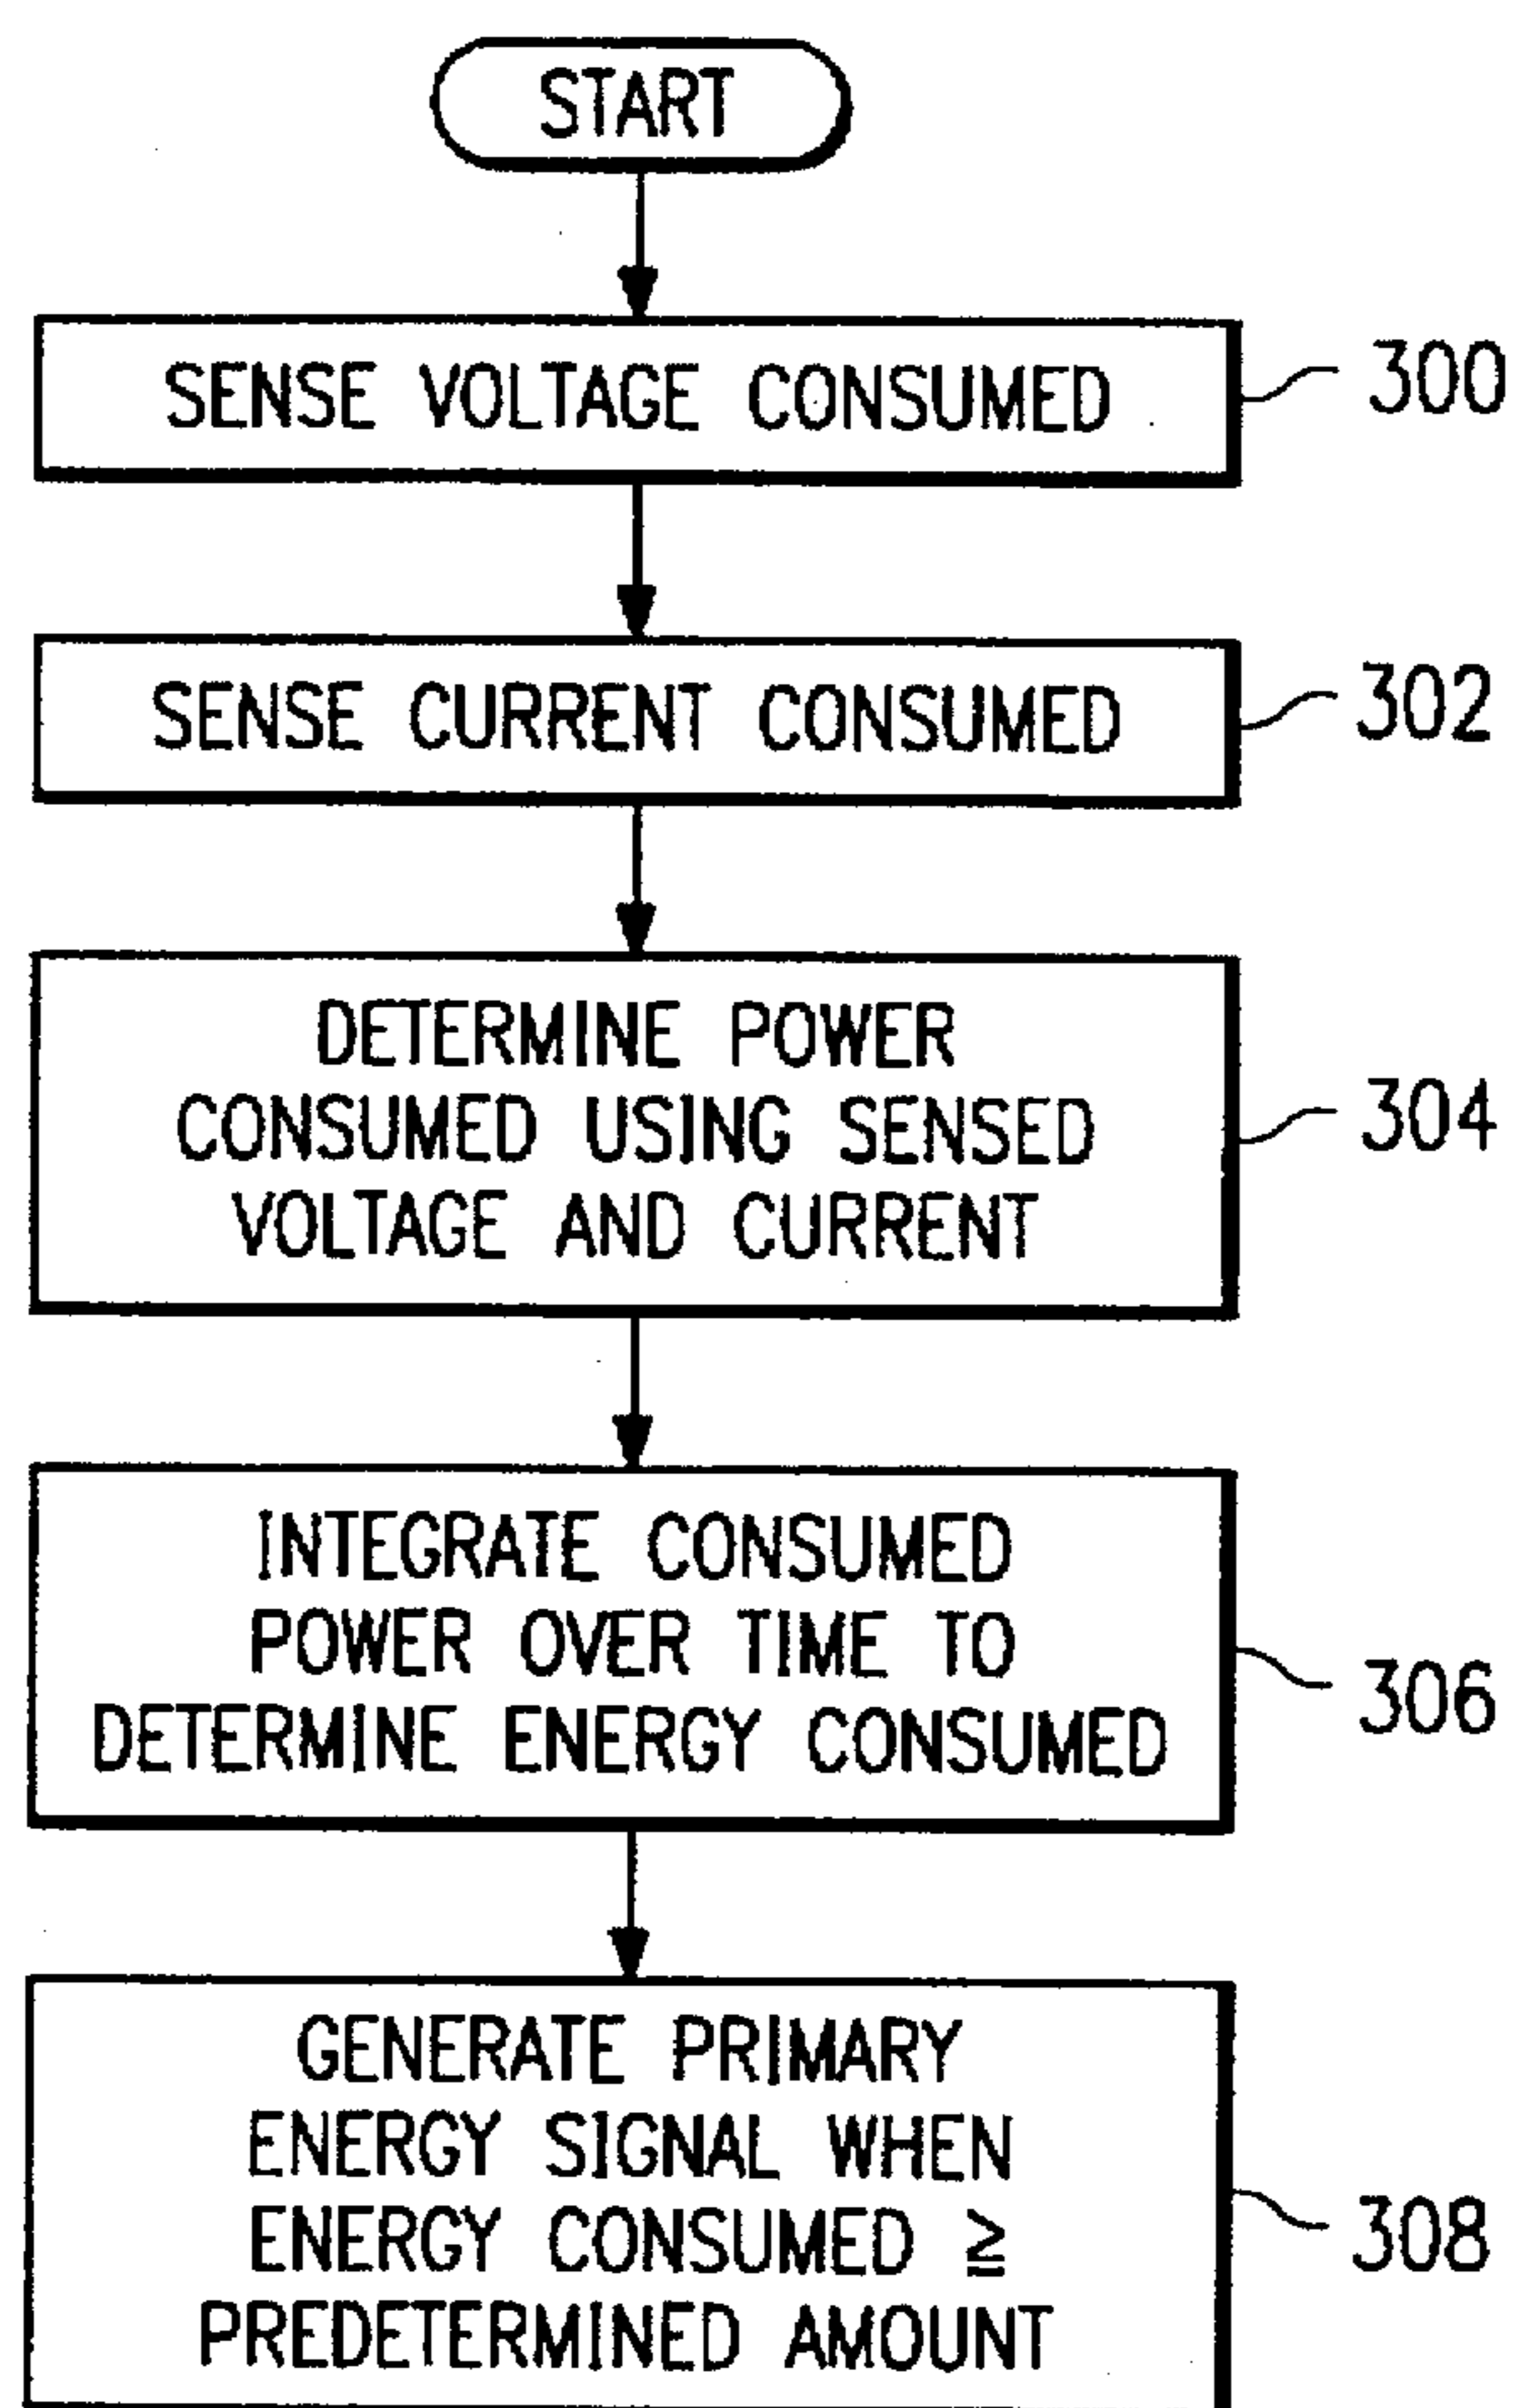 START
SENSE VOLTAGE CONSUMED
300
SENSE CURRENT CONSUMED
302
DETERMINE POWER
CONSUMED USING SENSED
VOLTAGE AND CURRENT
304
INTEGRATE CONSUMED
POWER OVER TIME TO
DETERMINE ENERGY CONSUMED
306
GENERATE PRIMARY
ENERGY SIGNAL WHEN
ENERGY CONSUMED ≧
PREDETERMINED AMOUNT
308